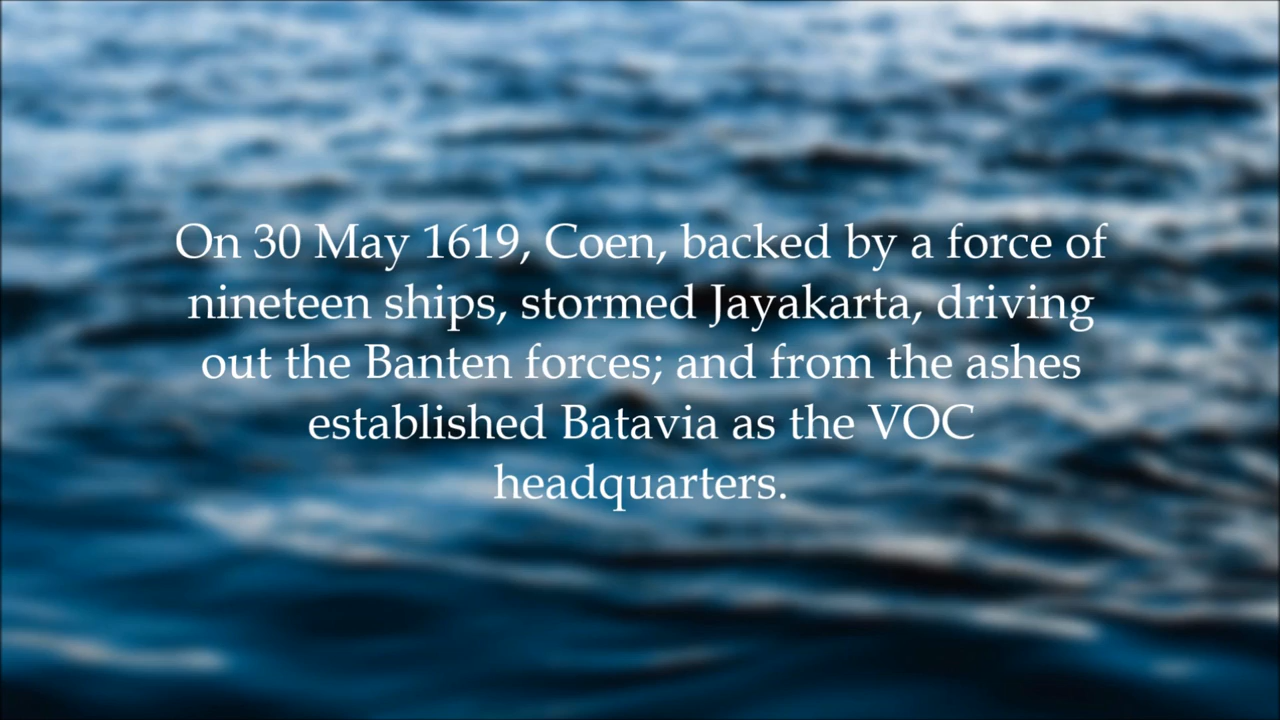 On 30 May 1619, Coen, backed by a force of
nineteen ships, stormed Jayakarta, driving
out the Banten forces; and from the ashes
established Batavia as the VOC
headquarters.